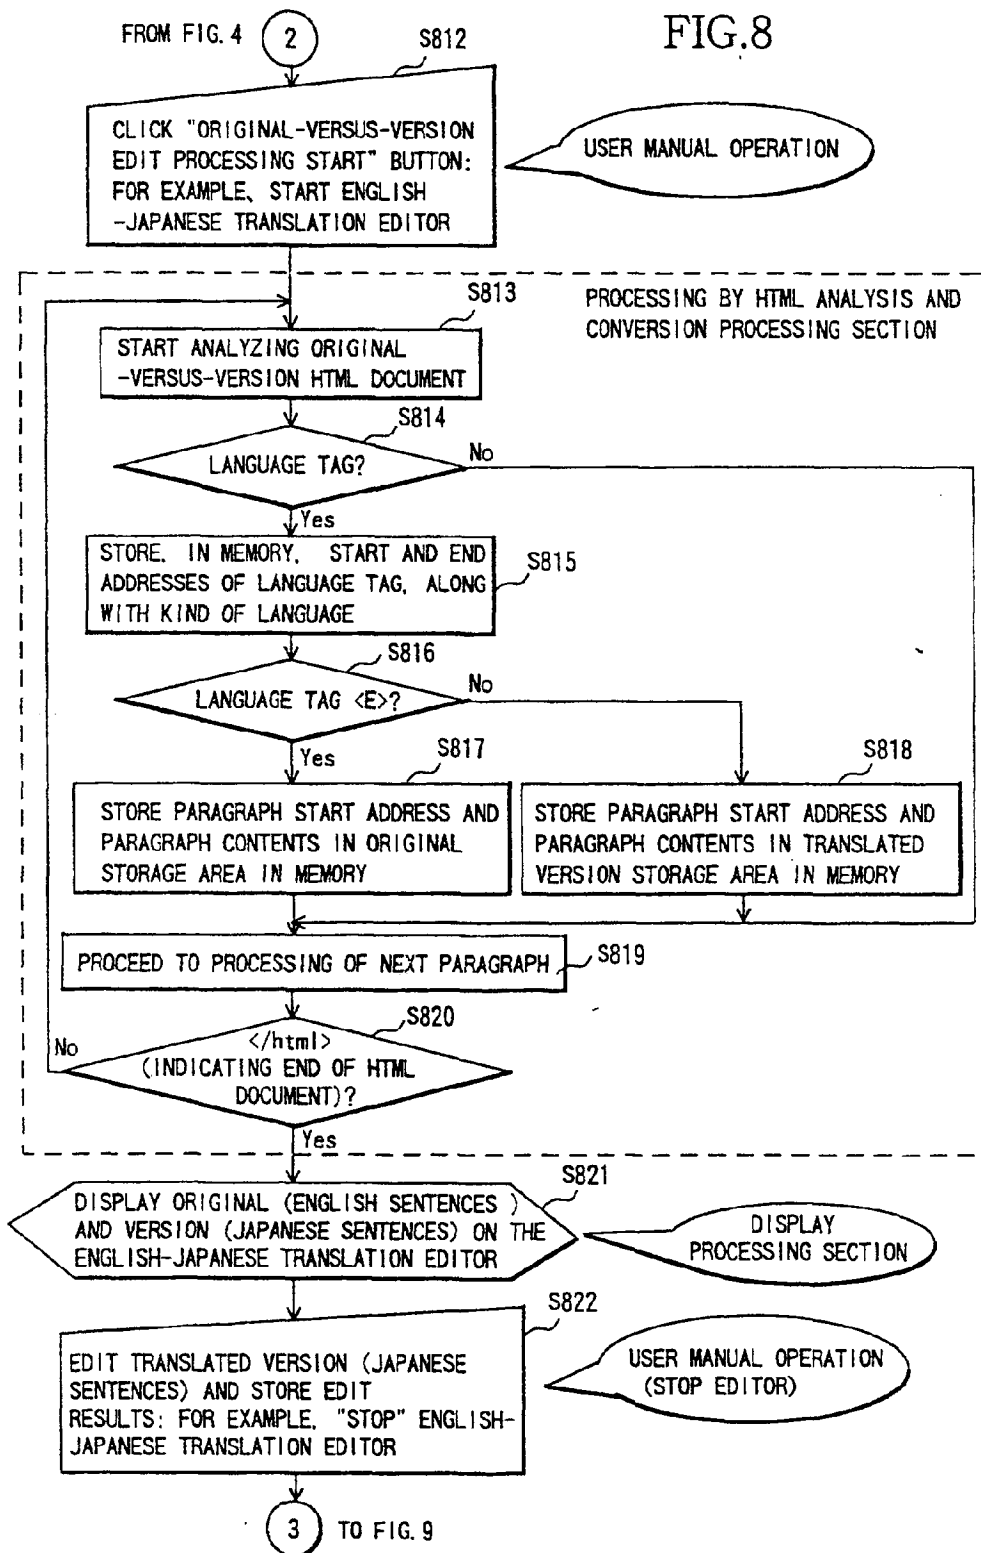 FROM FIG. 4
2
S812
FIG.8
CLICK "ORIGINAL-VERSUS-VERSION
EDIT PROCESSING START" BUTTON:
FOR EXAMPLE, START ENGLISH
-JAPANESE TRANSLATION EDITOR
USER MANUAL OPERATION
PROCESSING BY HTML ANALYSIS AND
CONVERSION PROCESSING SECTION
S813
START ANALYZING ORIGINAL
-VERSUS-VERSION HTML DOCUMENT
S814
LANGUAGE TAG?
No
Yes
STORE, IN MEMORY, START AND END
ADDRESSES OF LANGUAGE TAG, ALONG
WITH KIND OF LANGUAGE
S815
S816
LANGUAGE TAG <E>?
No
Yes
S817
STORE PARAGRAPH START ADDRESS AND
PARAGRAPH CONTENTS IN ORIGINAL
STORAGE AREA IN MEMORY
S818
STORE PARAGRAPH START ADDRESS AND
PARAGRAPH CONTENTS IN TRANSLATED
VERSION STORAGE AREA IN MEMORY
PROCEED TO PROCESSING OF NEXT PARAGRAPH
S819
S820
No
</html>
(INDICATING END OF HTML
DOCUMENT)?
Yes
S821
DISPLAY ORIGINAL (ENGLISH SENTENCES )
AND VERSION (JAPANESE SENTENCES) ON THE
ENGLISH-JAPANESE TRANSLATION EDITOR
DISPLAY
PROCESSING SECTION
S822
EDIT TRANSLATED VERSION (JAPANESE
SENTENCES) AND STORE EDIT
RESULTS: FOR EXAMPLE, "STOP" ENGLISH-
JAPANESE TRANSLATION EDITOR
USER MANUAL OPERATION
(STOP EDITOR)
3
TO FIG. 9